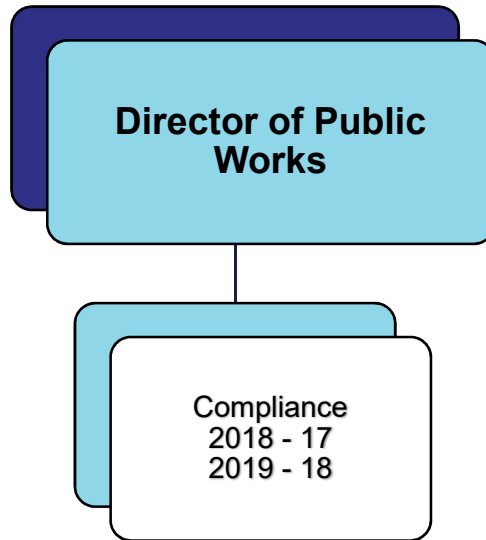 Director of Public
Works
Compliance
2018 - 17
2019 - 18